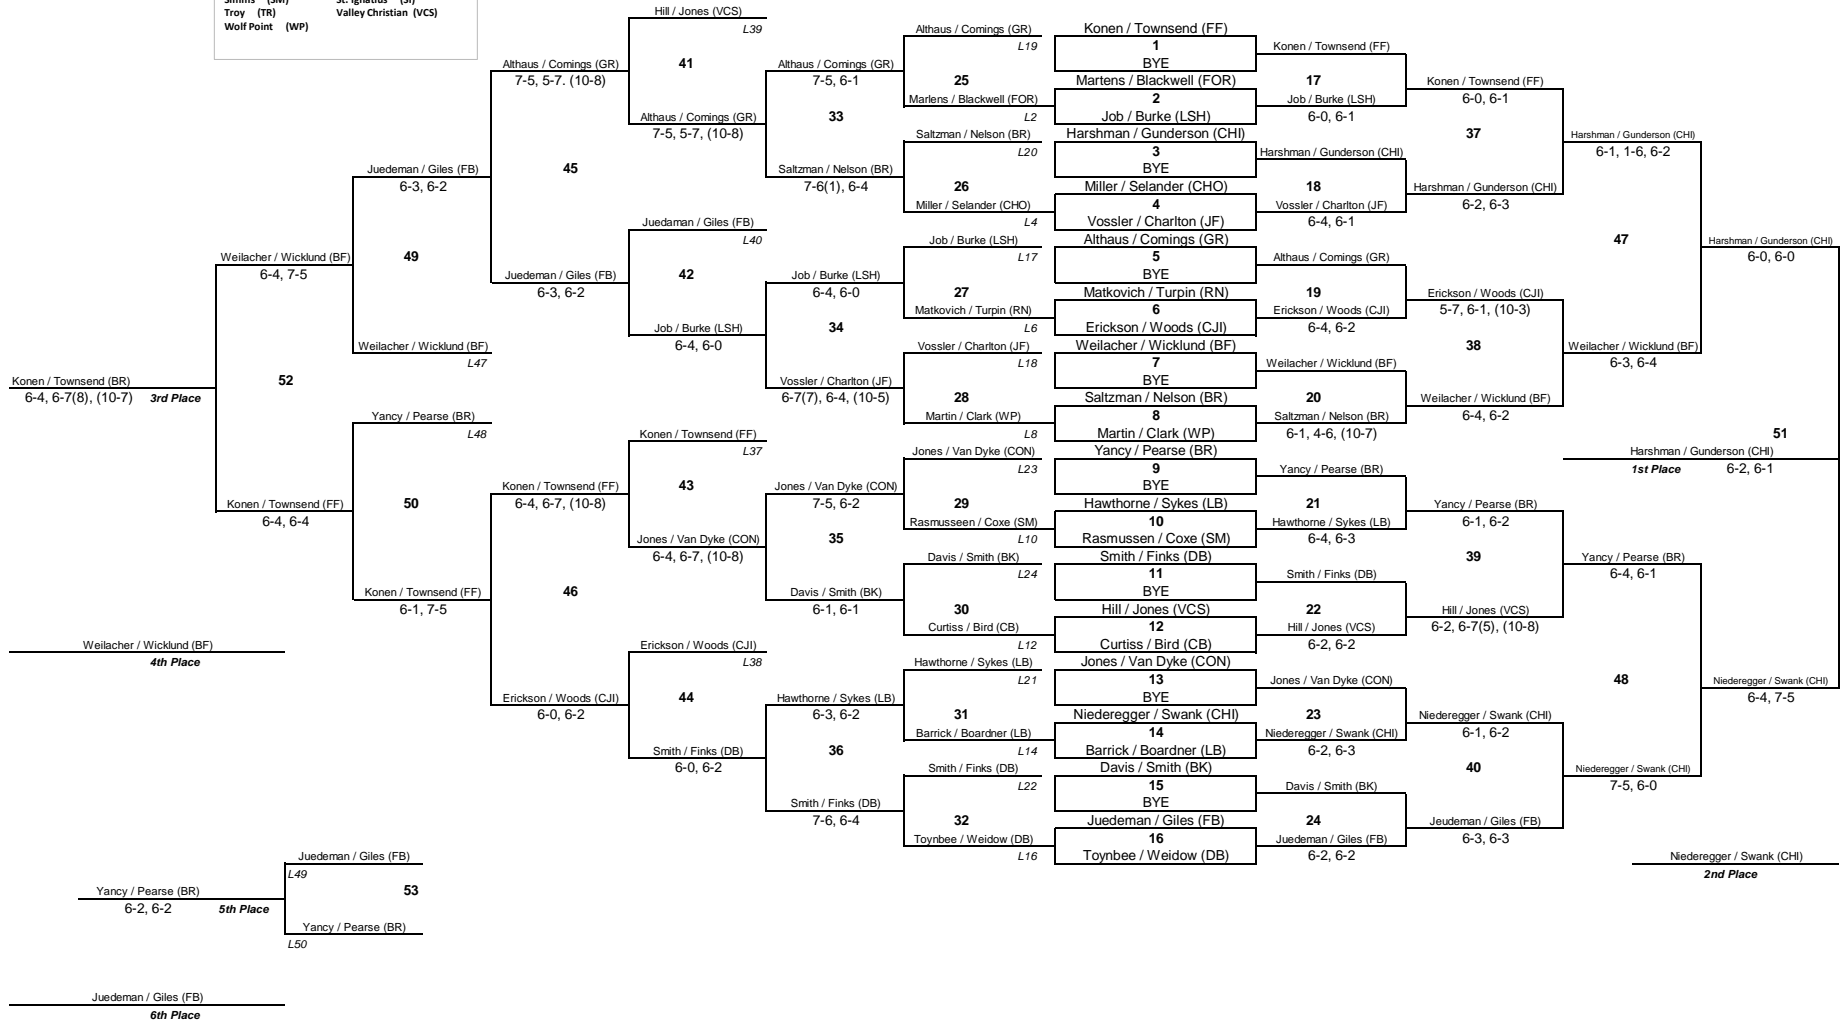 Simms (SM) St. Ignatius (SI)
Troy (TR) Valley Christian (VCS)
Wolf Point (WP)
Hill / Jones (VCS)
L39
41
Althaus / Comings (GR)
7-5, 5-7. (10-8)
Althaus / Comings (GR)
7-5, 5-7, (10-8)
45
Juedeman / Giles (FB)
6-3, 6-2
Juedaman / Giles (FB)
L40
42
Juedeman / Giles (FB)
6-3, 6-2
Job / Burke (LSH)
6-4, 6-0
49
Weilacher / Wicklund (BF)
6-4, 7-5
Weilacher / Wicklund (BF)
L47
52
Konen / Townsend (BR)
6-4, 6-7(8), (10-7) 3rd Place
Yancy / Pearse (BR)
L48
50
Konen / Townsend (FF)
6-4, 6-4
Konen / Townsend (FF)
L37
43
Konen / Townsend (FF)
6-4, 6-7, (10-8)
Jones / Van Dyke (CON)
6-4, 6-7, (10-8)
46
Konen / Townsend (FF)
6-1, 7-5
Erickson / Woods (CJI)
L38
44
Erickson / Woods (CJI)
6-0, 6-2
Smith / Finks (DB)
6-0, 6-2
Weilacher / Wicklund (BF)
4th Place
Juedeman / Giles (FB)
L49
53
Yancy / Pearse (BR)
6-2, 6-2 5th Place
Yancy / Pearse (BR)
L50
Juedeman / Giles (FB)
6th Place
Althaus / Comings (GR)
7-5, 6-1
33
Saltzman / Nelson (BR)
7-6(1), 6-4
Job / Burke (LSH)
6-4, 6-0
34
Vossler / Charlton (JF)
6-7(7), 6-4, (10-5)
Jones / Van Dyke (CON)
7-5, 6-2
35
Davis / Smith (BK)
6-1, 6-1
Hawthorne / Sykes (LB)
6-3, 6-2
36
Smith / Finks (DB)
7-6, 6-4
Althaus / Comings (GR)
L19
25
Marlens / Blackwell (FOR)
L2
Saltzman / Nelson (BR)
L20
26
Miller / Selander (CHO)
L4
Job / Burke (LSH)
L17
27
Matkovich / Turpin (RN)
L6
Vossler / Charlton (JF)
L18
28
Martin / Clark (WP)
L8
Jones / Van Dyke (CON)
L23
29
Rasmusseen / Coxe (SM)
L10
Davis / Smith (BK)
L24
30
Curtiss / Bird (CB)
L12
Hawthorne / Sykes (LB)
L21
31
Barrick / Boardner (LB)
L14
Smith / Finks (DB)
L22
32
Toynbee / Weidow (DB)
L16
Konen / Townsend (FF)
1
BYE
Martens / Blackwell (FOR)
2
Job / Burke (LSH)
Harshman / Gunderson (CHI)
3
BYE
Miller / Selander (CHO)
4
Vossler / Charlton (JF)
Althaus / Comings (GR)
5
BYE
Matkovich / Turpin (RN)
6
Erickson / Woods (CJI)
Weilacher / Wicklund (BF)
7
BYE
Saltzman / Nelson (BR)
8
Martin / Clark (WP)
Yancy / Pearse (BR)
9
BYE
Hawthorne / Sykes (LB)
10
Rasmussen / Coxe (SM)
Smith / Finks (DB)
11
BYE
Hill / Jones (VCS)
12
Curtiss / Bird (CB)
Jones / Van Dyke (CON)
13
BYE
Niederegger / Swank (CHI)
14
Barrick / Boardner (LB)
Davis / Smith (BK)
15
BYE
Juedeman / Giles (FB)
16
Toynbee / Weidow (DB)
Konen / Townsend (FF)
17
Job / Burke (LSH)
6-0, 6-1
Harshman / Gunderson (CHI)
18
Vossler / Charlton (JF)
6-4, 6-1
Althaus / Comings (GR)
19
Erickson / Woods (CJI)
6-4, 6-2
Weilacher / Wicklund (BF)
20
Saltzman / Nelson (BR)
6-1, 4-6, (10-7)
Yancy / Pearse (BR)
21
Hawthorne / Sykes (LB)
6-4, 6-3
Smith / Finks (DB)
22
Hill / Jones (VCS)
6-2, 6-2
Jones / Van Dyke (CON)
23
Niederegger / Swank (CHI)
6-2, 6-3
Davis / Smith (BK)
24
Juedeman / Giles (FB)
6-2, 6-2
Konen / Townsend (FF)
6-0, 6-1
37
Harshman / Gunderson (CHI)
6-2, 6-3
Erickson / Woods (CJI)
5-7, 6-1, (10-3)
38
Weilacher / Wicklund (BF)
6-4, 6-2
Yancy / Pearse (BR)
6-1, 6-2
39
Hill / Jones (VCS)
6-2, 6-7(5), (10-8)
Niederegger / Swank (CHI)
6-1, 6-2
40
Jeudeman / Giles (FB)
6-3, 6-3
Harshman / Gunderson (CHI)
6-1, 1-6, 6-2
47
Weilacher / Wicklund (BF)
6-3, 6-4
Yancy / Pearse (BR)
6-4, 6-1
48
Niederegger / Swank (CHI)
7-5, 6-0
Harshman / Gunderson (CHI)
6-0, 6-0
51
Harshman / Gunderson (CHI)
1st Place 6-2, 6-1
Niederegger / Swank (CHI)
6-4, 7-5
Niederegger / Swank (CHI)
2nd Place